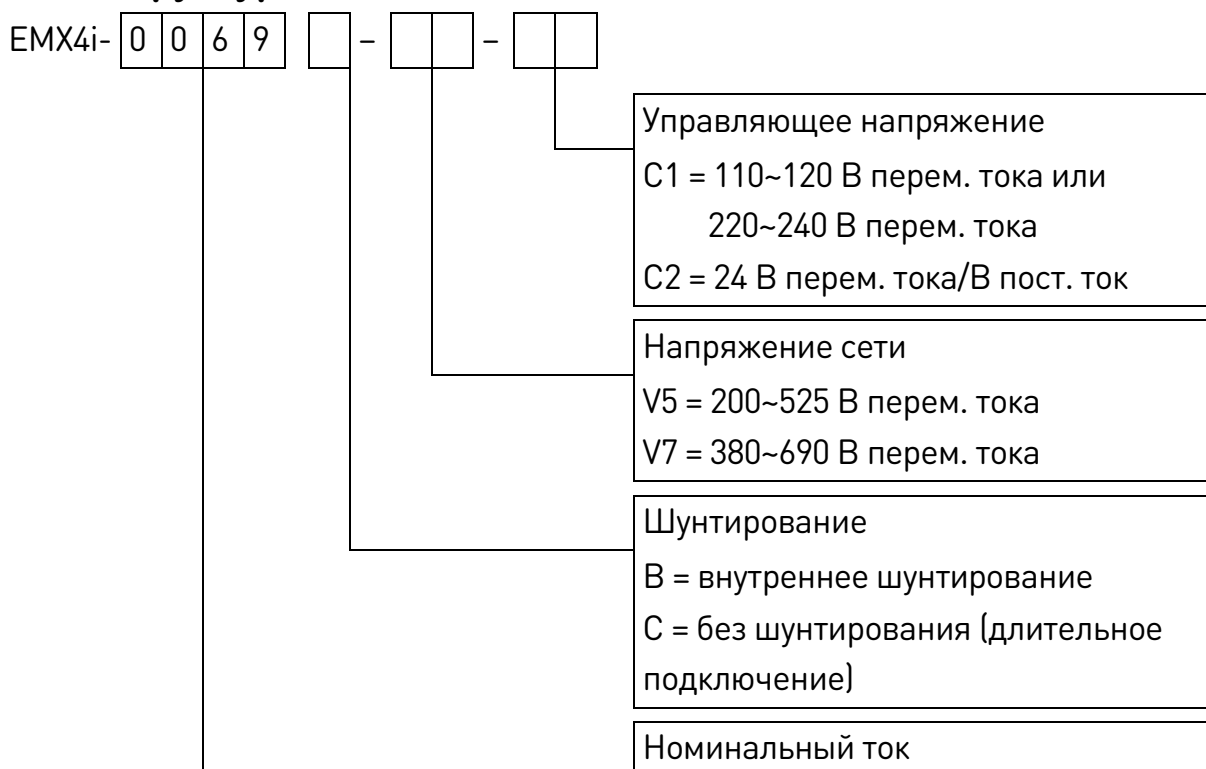 EMX4i- 0 0 6 9 – –
Управляющее напряжение
C1 = 110~120 В перем. тока или
220~240 В перем. тока
C2 = 24 В перем. тока/В пост. ток
Напряжение сети
V5 = 200~525 В перем. тока
V7 = 380~690 В перем. тока
Шунтирование
B = внутреннее шунтирование
C = без шунтирования (длительное
подключение)
Номинальный ток